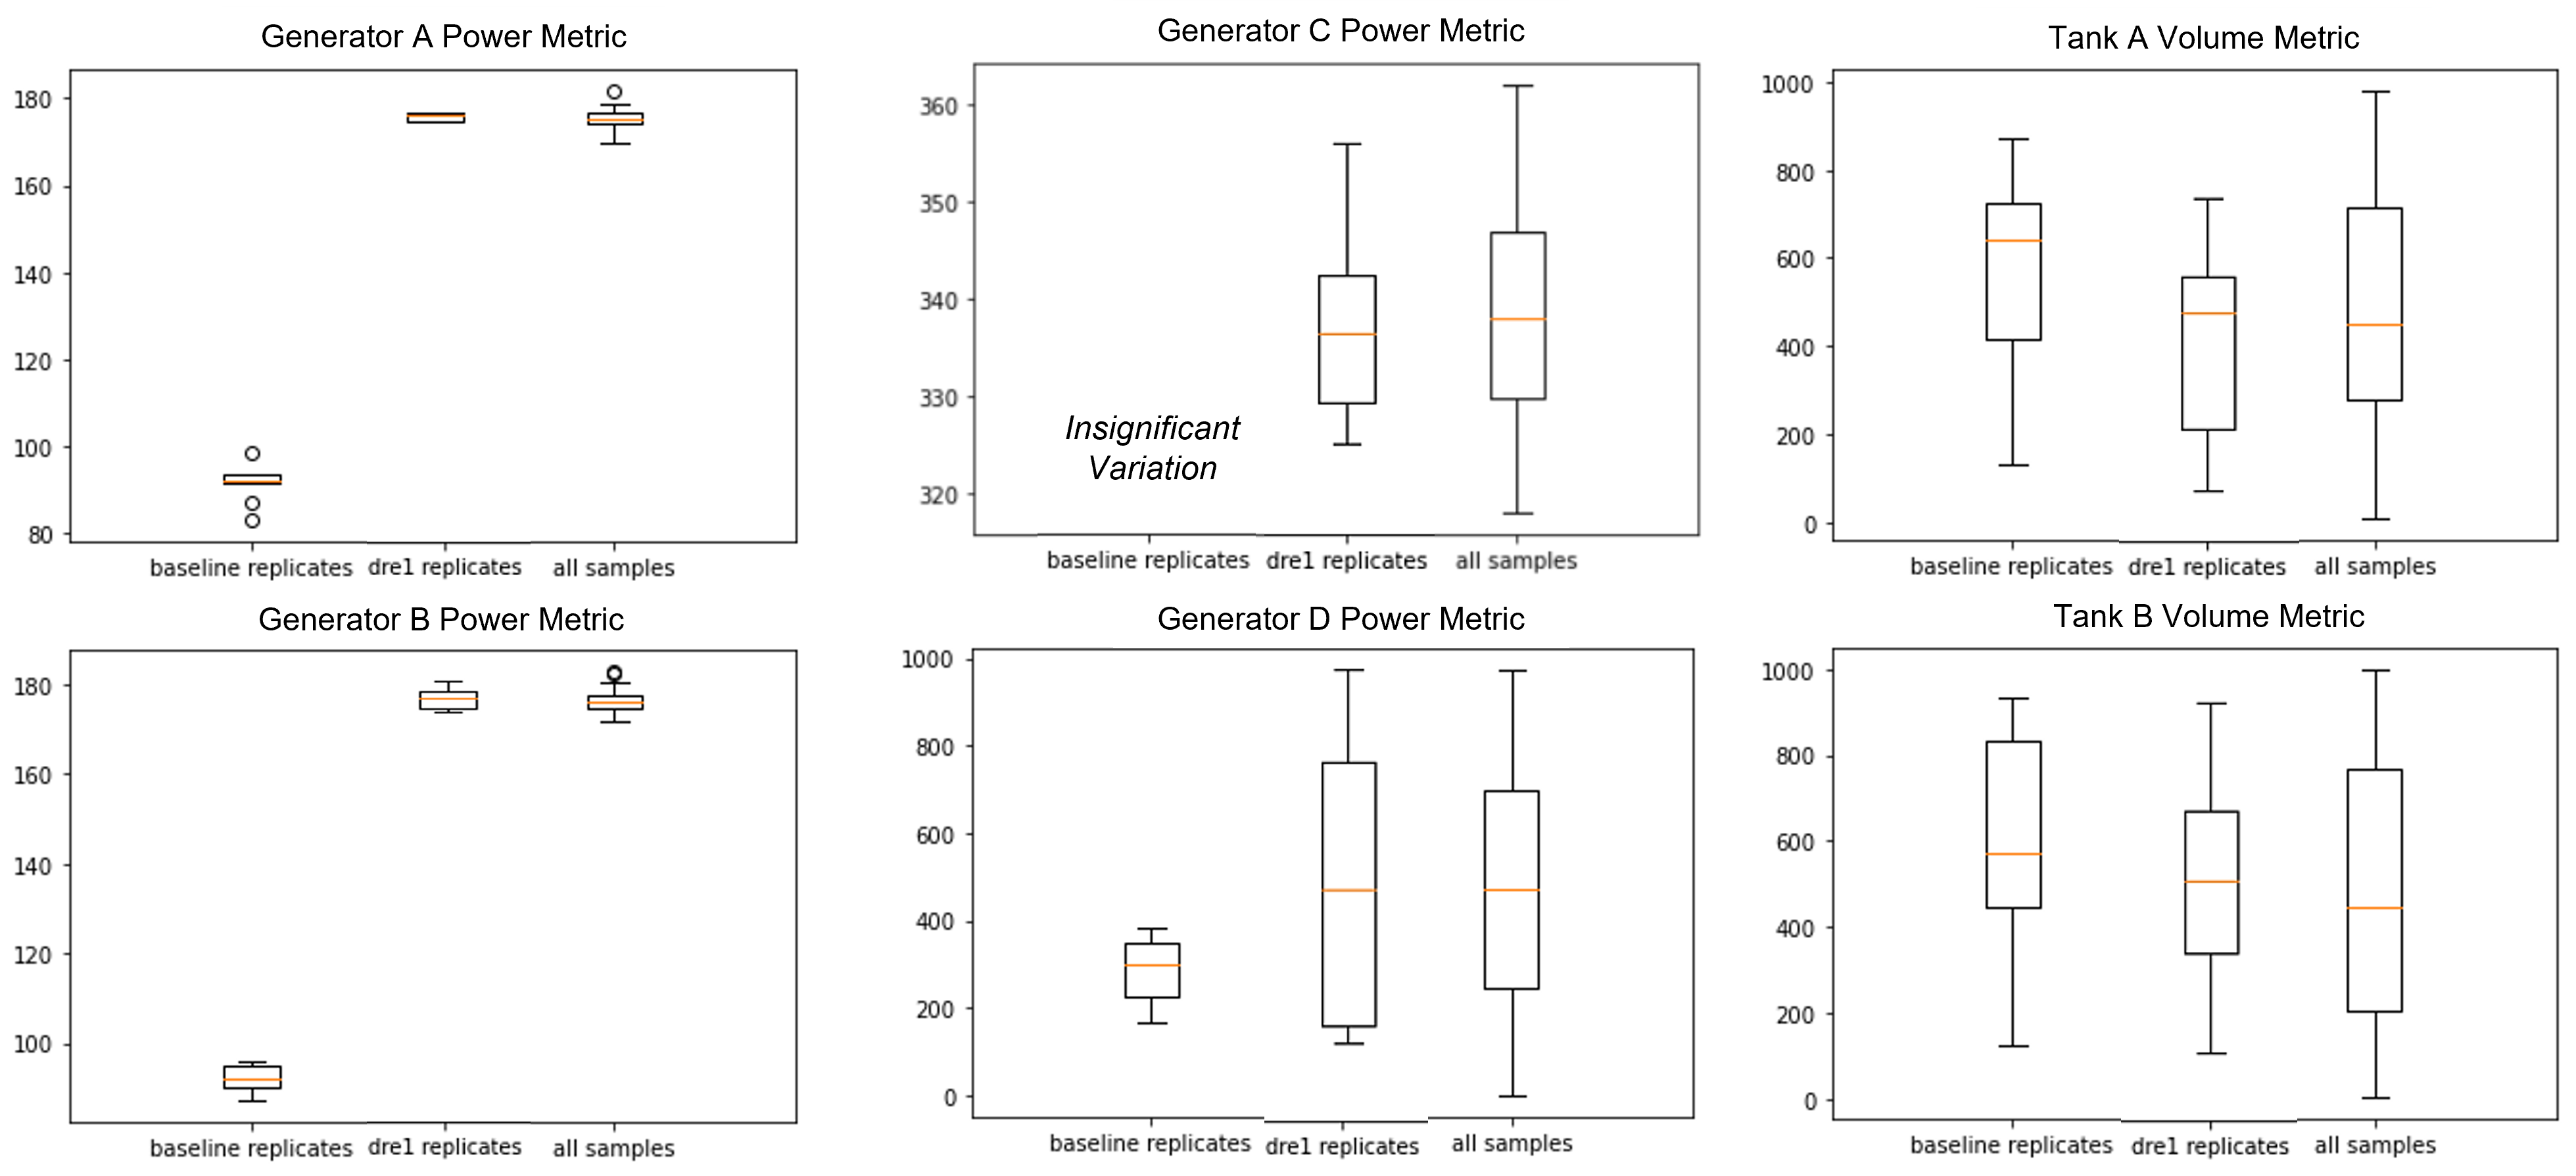 Generator A Power Metric
180
160
140
120
100
80
baseline replicates dre1 replicates all samples
Generator C Power Metric
360
350
340
330
320
Insignificant
Variation
baseline replicates dre1 replicates all samples
Tank A Volume Metric
1000
800
600
400
200
0
baseline replicates dre1 replicates all samples
Generator B Power Metric
180
160
140
120
100
baseline replicates dre1 replicates all samples
Generator D Power Metric
1000
800
600
400
200
0
baseline replicates dre1 replicates all samples
Tank B Volume Metric
1000
800
600
400
200
0
baseline replicates dre1 replicates all samples